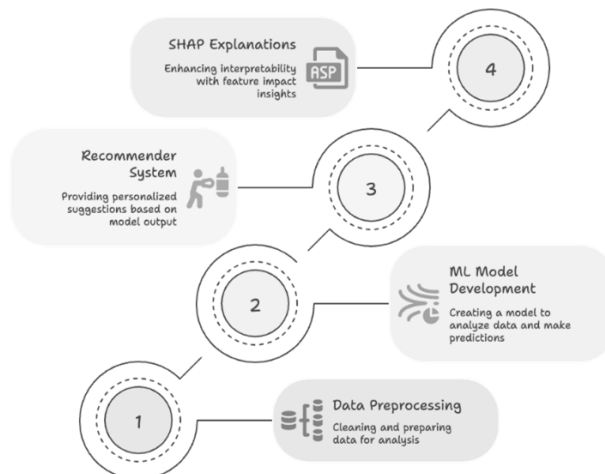 SHAP Explanations
Enhancing interpretability
with feature impact
insights
ASP
4
Recommender
System
Providing personalized
suggestions based on
model output
3
ML Model
Development
Creating a model to
analyze data and make
predictions
2
Data Preprocessing
Cleaning and preparing
data for analysis
1